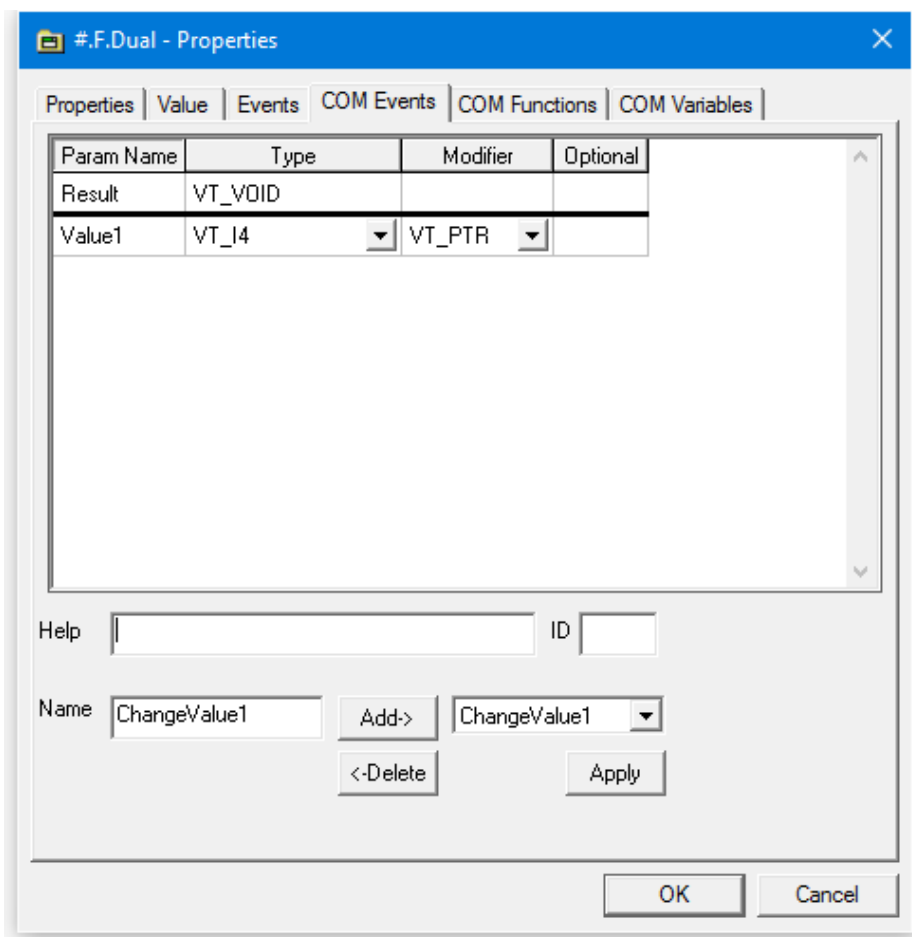 #.F.Dual - Properties
Properties Value Events COM Events COM Functions COM Variables
Param Name Type Modifier Optional
Result VT_VOID
Value1 VT_I4 VT_PTR
Help ID
Name ChangeValue1 Add-> ChangeValue1
<-Delete Apply
OK Cancel